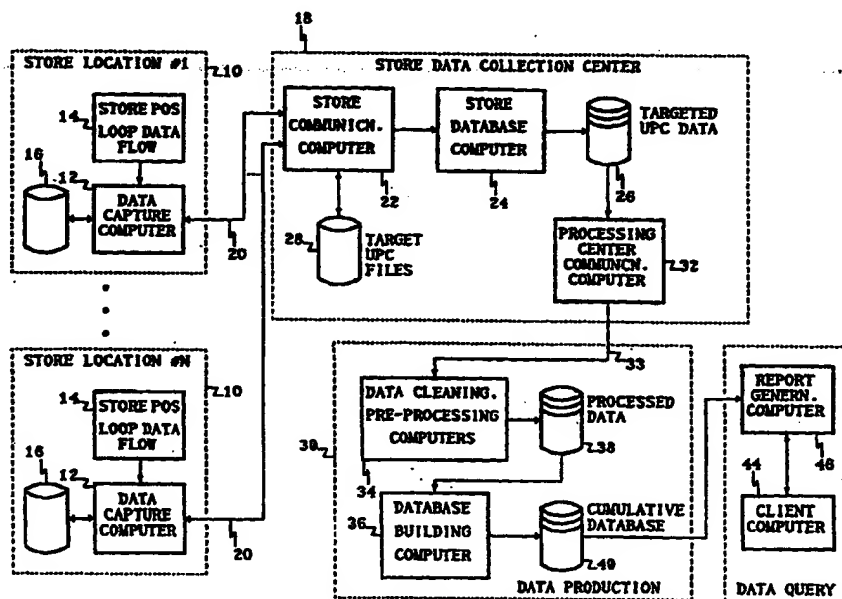 18
STORE LOCATION #1
10
14
STORE POS
LOOP DATA
FLOW
16
12
DATA
CAPTURE
COMPUTER
20
STORE DATA COLLECTION CENTER
STORE
COMMUNICN.
COMPUTER
22
STORE
DATABASE
COMPUTER
24
TARGETED
UPC DATA
26
28
TARGET
UPC
FILES
PROCESSING
CENTER
COMMUNCN.
COMPUTER
32
33
STORE LOCATION #N
10
14
STORE POS
LOOP DATA
FLOW
16
12
DATA
CAPTURE
COMPUTER
20
30
DATA CLEANING.
PRE-PROCESSING
COMPUTERS
34
PROCESSED
DATA
38
36
DATABASE
BUILDING
COMPUTER
CUMULATIVE
DATABASE
40
DATA PRODUCTION
REPORT
GENERN.
COMPUTER
46
44
CLIENT
COMPUTER
DATA QUERY